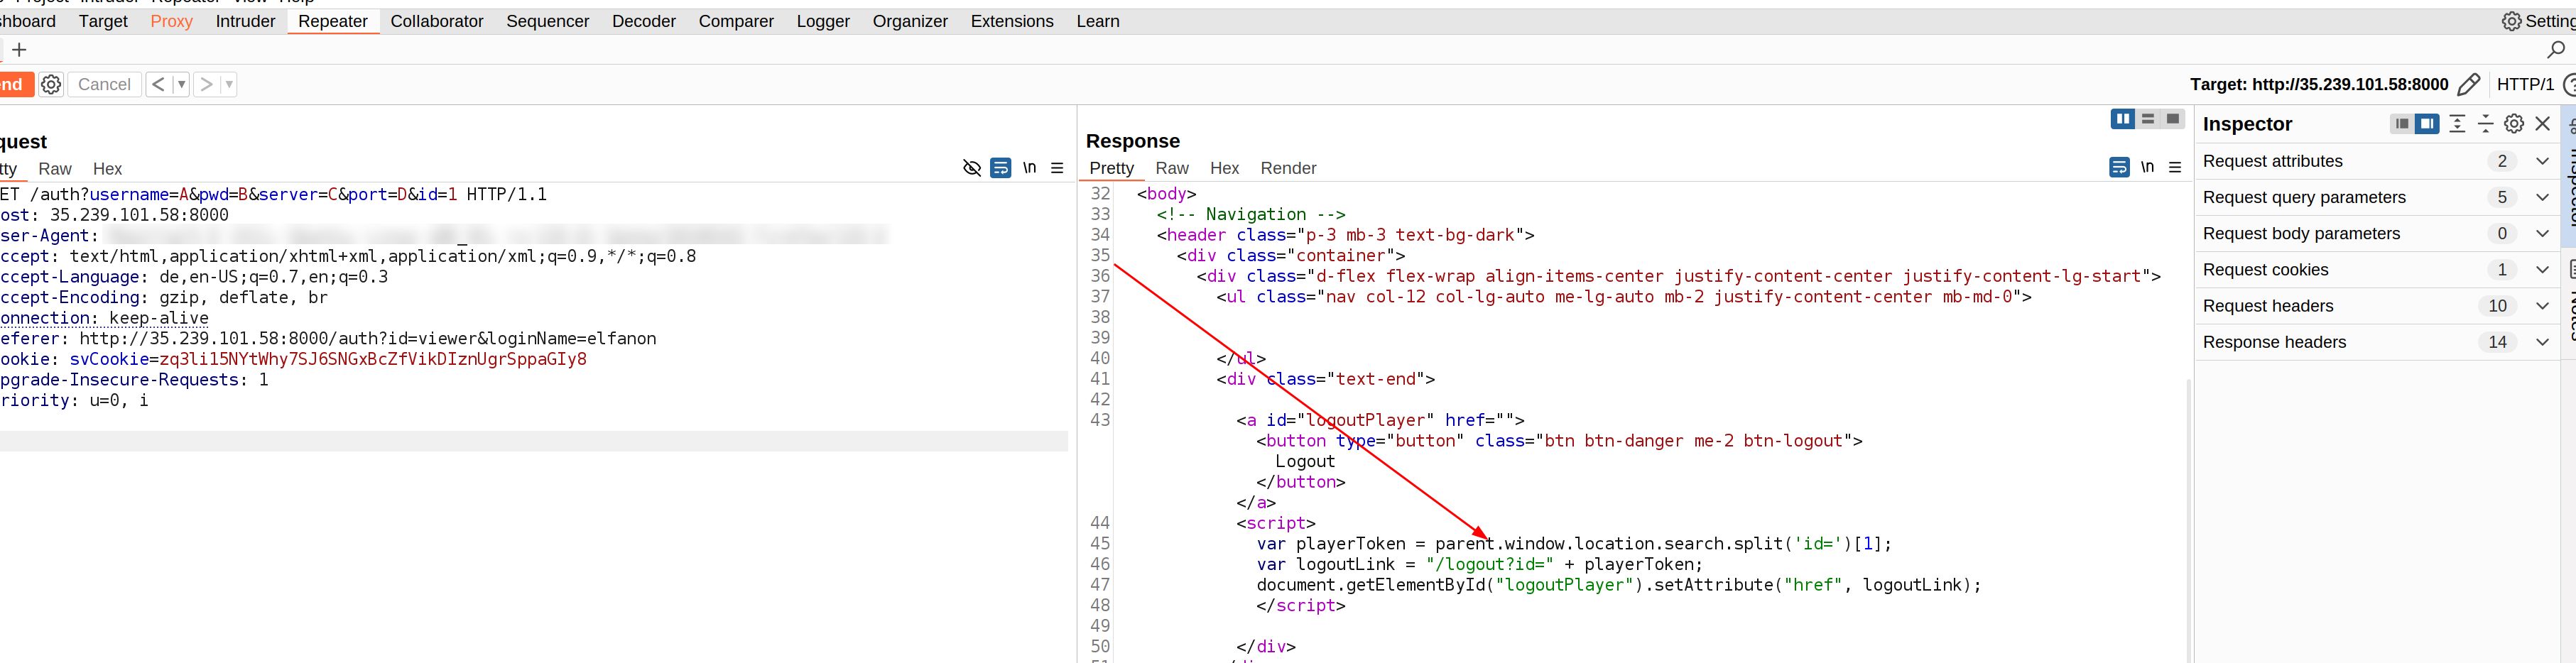 Project Intruder Repeater View Help
shboard Target Proxy Intruder Repeater Collaborator Sequencer Decoder Comparer Logger Organizer Extensions Learn Setting
+
nd Cancel < > Target: http://35.239.101.58:8000 HTTP/1
quest
tty Raw Hex \n
ET /auth?username=A&pwd=B&server=C&port=D&id=1 HTTP/1.1
ost: 35.239.101.58:8000
ser-Agent:
ccept: text/html,application/xhtml+xml,application/xml;q=0.9,*/*;q=0.8
ccept-Language: de,en-US;q=0.7,en;q=0.3
ccept-Encoding: gzip, deflate, br
onnection: keep-alive
eferer: http://35.239.101.58:8000/auth?id=viewer&loginName=elfanon
ookie: svCookie=zq3li15NYtWhy7SJ6SNGxBcZfVikDIznUgrSppaGIy8
pgrade-Insecure-Requests: 1
riority: u=0, i
Response
Pretty Raw Hex Render \n
32 <body>
33 <!-- Navigation -->
34 <header class="p-3 mb-3 text-bg-dark">
35 <div class="container">
36 <div class="d-flex flex-wrap align-items-center justify-content-center justify-content-lg-start">
37 <ul class="nav col-12 col-lg-auto me-lg-auto mb-2 justify-content-center mb-md-0">
38
39
40 </ul>
41 <div class="text-end">
42
43 <a id="logoutPlayer" href="">
<button type="button" class="btn btn-danger me-2 btn-logout">
Logout
</button>
</a>
44 <script>
45 var playerToken = parent.window.location.search.split('id=')[1];
46 var logoutLink = "/logout?id=" + playerToken;
47 document.getElementById("logoutPlayer").setAttribute("href", logoutLink);
48 </script>
49
50 </div>
Inspector
Request attributes 2
Request query parameters 5
Request body parameters 0
Request cookies 1
Request headers 10
Response headers 14
Inspector
Notes